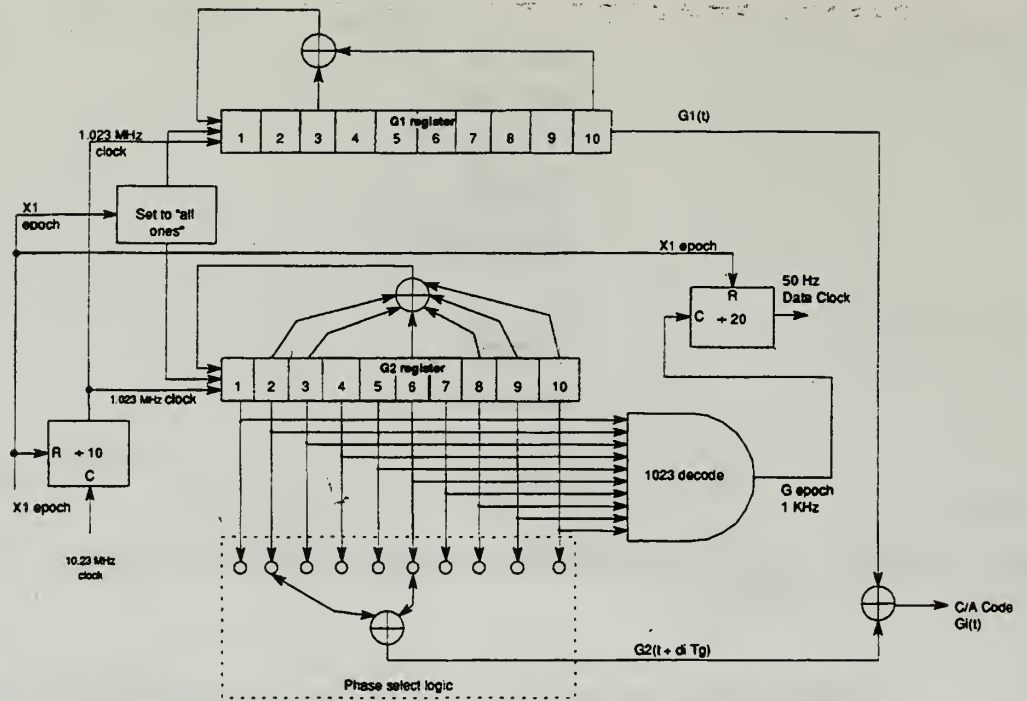 G1 register
1 2 3 4 5 6 7 8 9 10
G1(t)
1.023 MHz
clock
X1
epoch
Set to "all
ones"
X1 epoch
50 Hz
Data Clock
R
C ÷ 20
G2 register
1 2 3 4 5 6 7 8 9 10
1.023 MHz clock
R ÷ 10
C
1023 decode
G epoch
1 KHz
X1 epoch
10.23 MHz
clock
C/A Code
Gi(t)
G2(t + di Tg)
Phase select logic